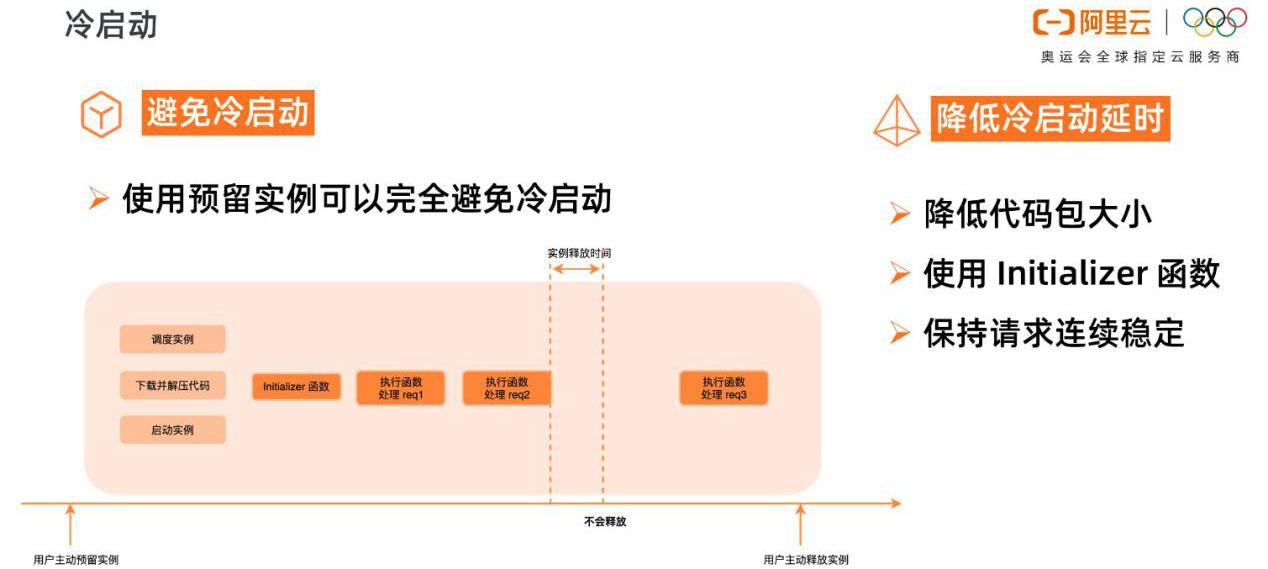 冷启动
阿里云
奥运会全球指定云服务商
避免冷启动
使用预留实例可以完全避免冷启动
实例释放时间
调度实例
下载并解压代码
启动实例
Initializer 函数
执行函数
处理 req1
执行函数
处理 req2
执行函数
处理 req3
不会释放
用户主动预留实例
用户主动释放实例
降低冷启动延时
降低代码包大小
使用 Initializer 函数
保持请求连续稳定